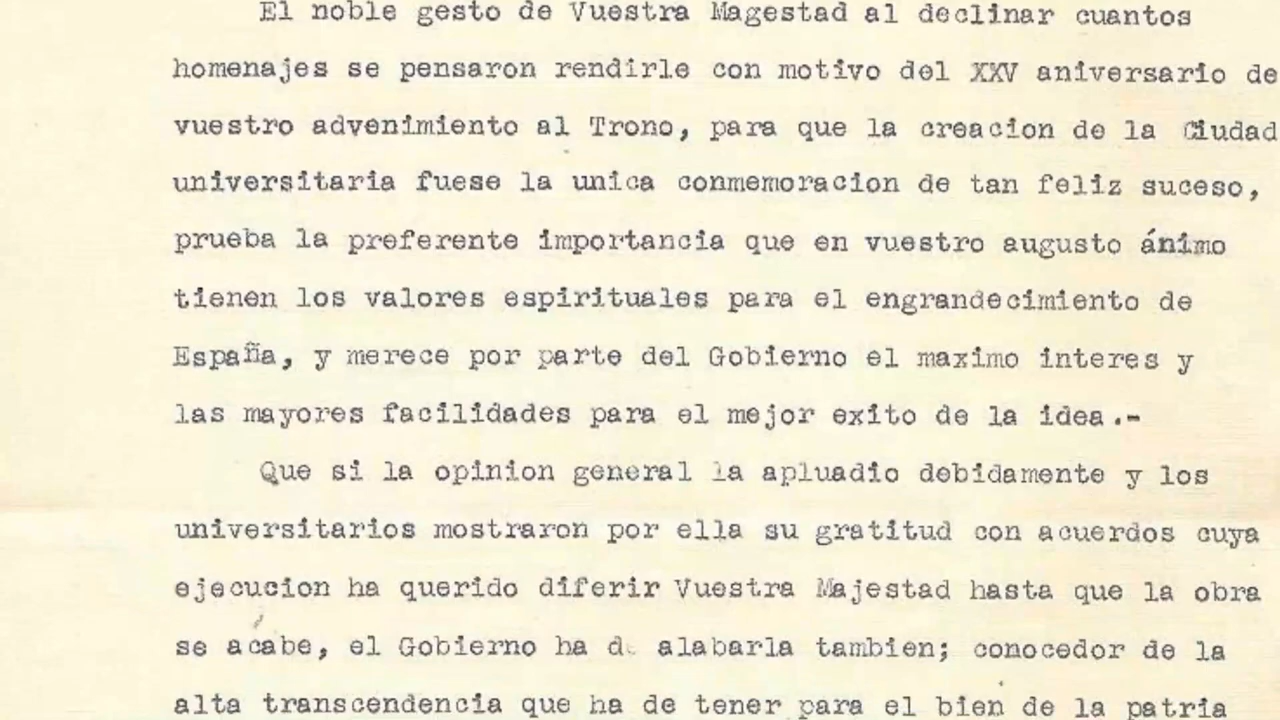 El noble gesto de Vuestra Magestad al declinar cuantos
homenajes se pensaron rendirle con motivo del XXV aniversario de
vuestro advenimiento al Trono, para que la creacion de la Ciudad
universitaria fuese la unica conmemoracion de tan feliz suceso,
prueba la preferente importancia que en vuestro augusto ánimo
tienen los valores espirituales para el engrandecimiento de
España, y merece por parte del Gobierno el maximo interes y
las mayores facilidades para el mejor exito de la idea.-
Que si la opinion general la apluadio debidamente y los
universitarios mostraron por ella su gratitud con acuerdos cuya
ejecucion ha querido diferir Vuestra Majestad hasta que la obra
se acabe, el Gobierno ha de alabarla tambien; conocedor de la
alta transcendencia que ha de tener para el bien de la patria